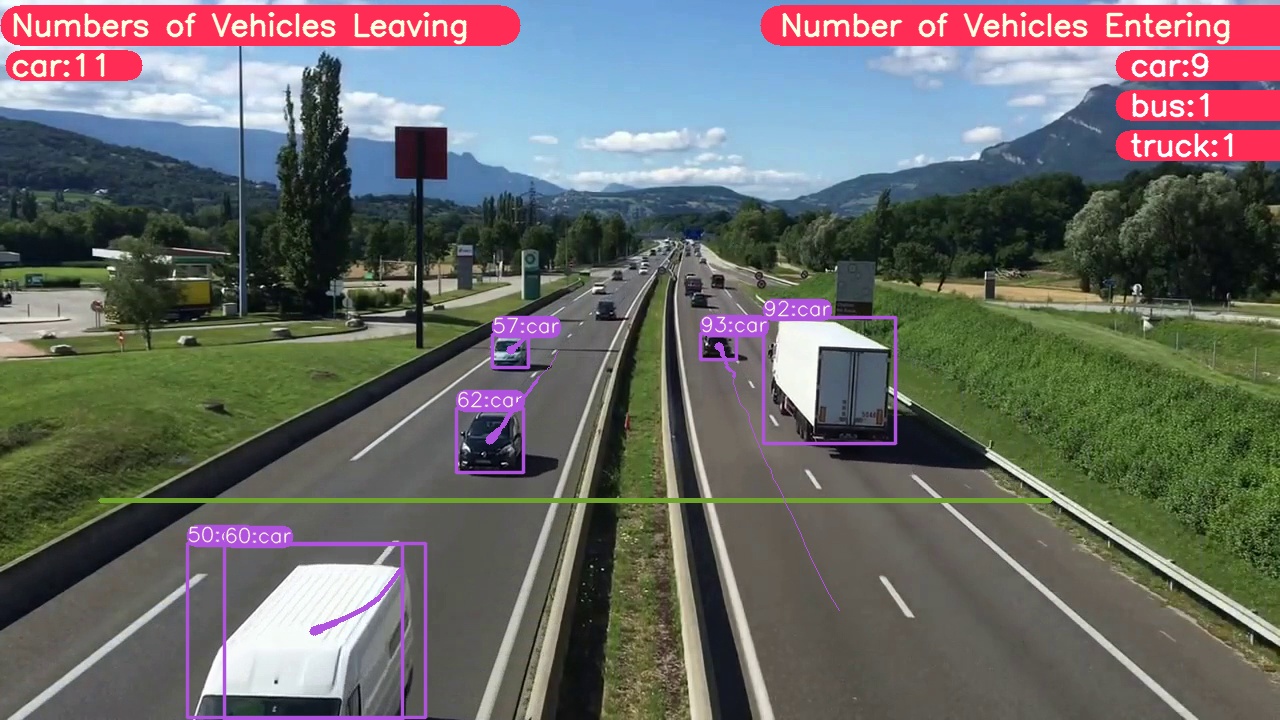 Numbers of Vehicles Leaving
Number of Vehicles Entering
car:11
car:9
bus:1
truck:1
92:car
57:car
93:car
62:car
50:
60:car